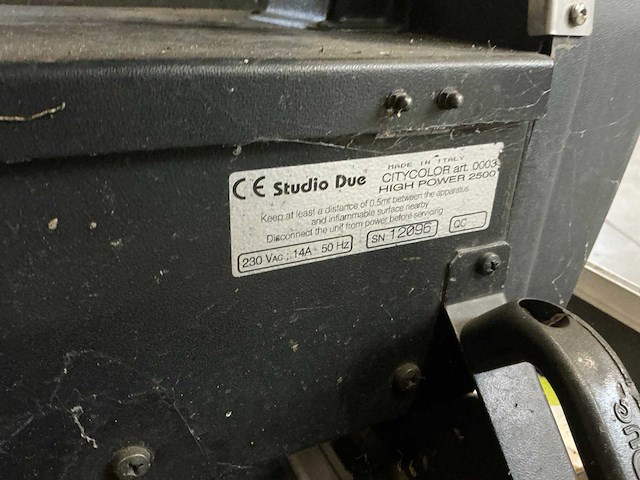 CE Studio Due
MADE IN ITALY
CITYCOLOR art. 0003
HIGH POWER 2500
Keep at least a distance of 0.5mt between the apparatus
and inflammable surface nearby
Disconnect the unit from power before servicing
230 VAC; 14A - 50 HZ
SN 12096
QC